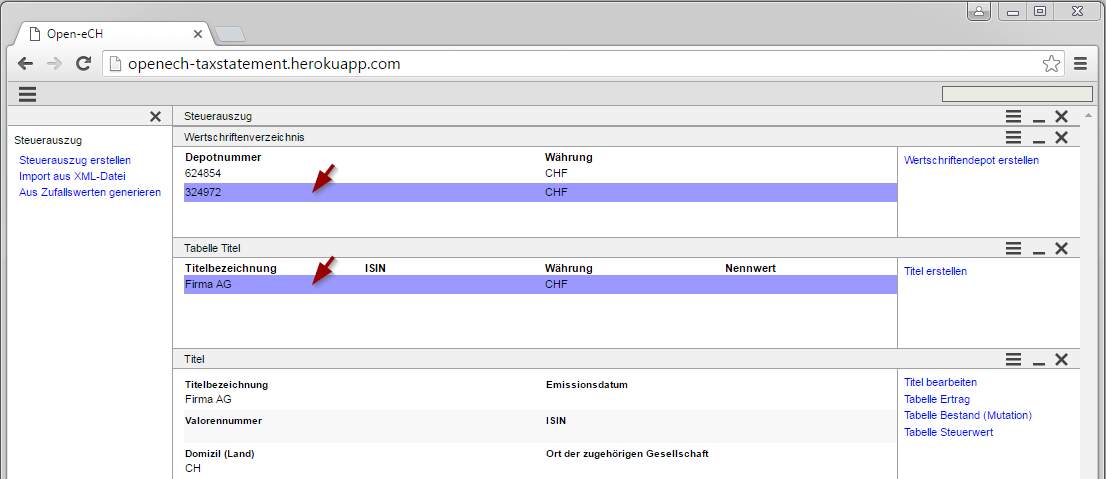 Open-eCH
openech-taxstatement.herokuapp.com
Steuerauszug
Steuerauszug erstellen
Import aus XML-Datei
Aus Zufallswerten generieren
Steuerauszug
Wertschriftenverzeichnis
Depotnummer Währung
624854 CHF
324972 CHF
Wertschriftendepot erstellen
Tabelle Titel
Titelbezeichnung ISIN Währung Nennwert
Firma AG CHF
Titel erstellen
Titel
Titelbezeichnung Emissionsdatum
Firma AG
Valorennummer ISIN
Domizil (Land) Ort der zugehörigen Gesellschaft
CH
Titel bearbeiten
Tabelle Ertrag
Tabelle Bestand (Mutation)
Tabelle Steuerwert